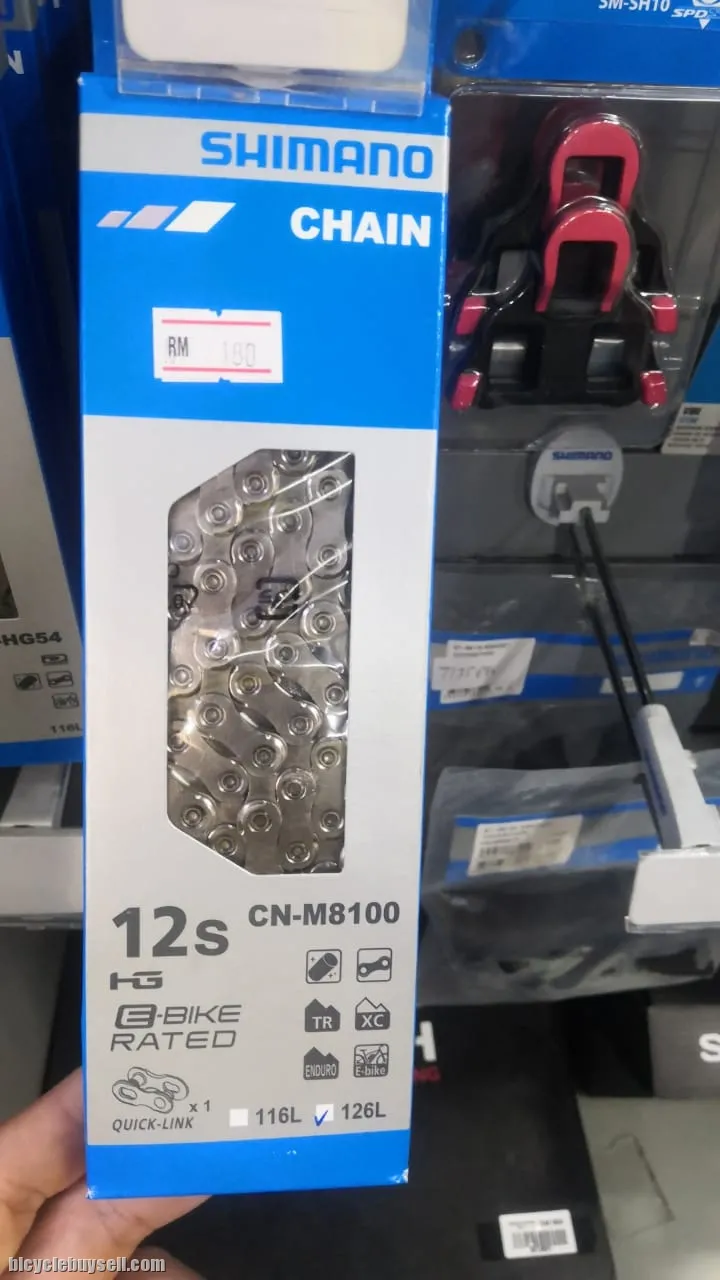 SM-SH10
SPD-S
N
SHIMANO
CHAIN
RM 180
SHIMANO
-HG54
116L
12s
CN-M8100
HG
E-BIKE
RATED
TR
XC
ENDURO
E-bike
QUICK-LINK
x 1
116L
126L
H
S
bicyclebuysell.com